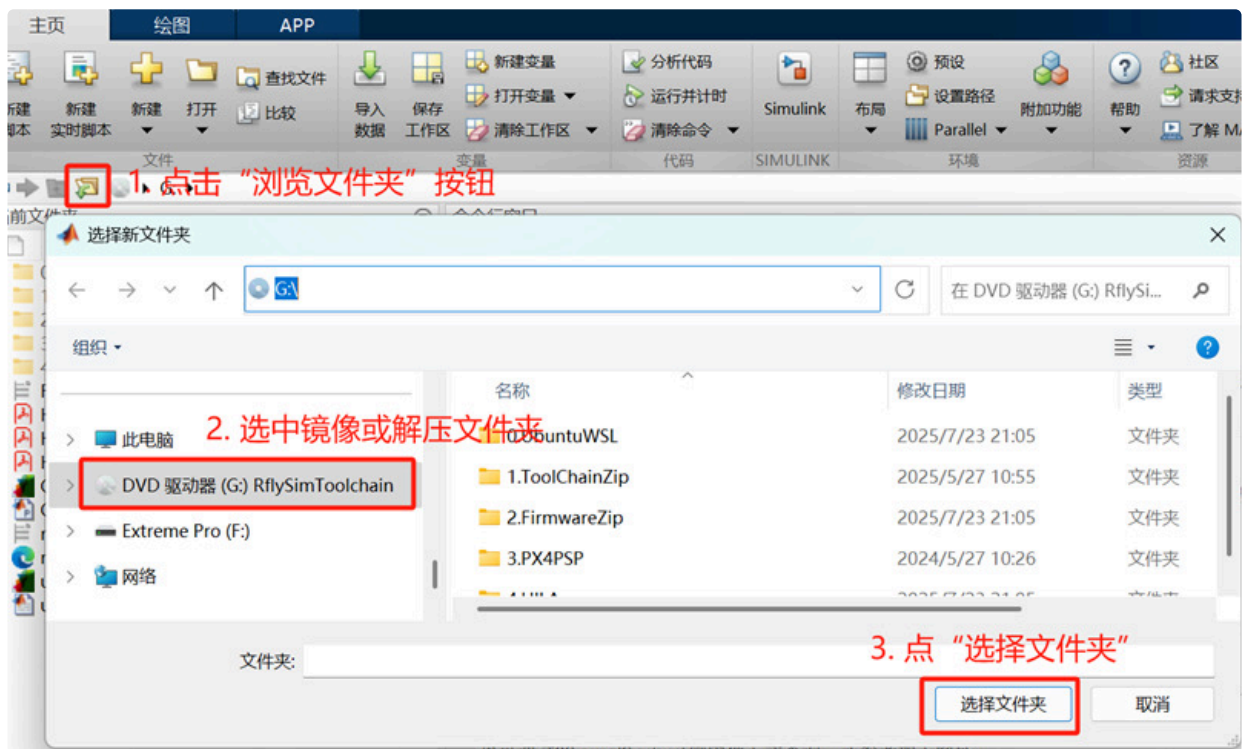 主页 绘图 APP
查找文件
新建变量
分析代码
预设
社区
新建 打开
比较
导入 保存
打开变量
运行并计时
Simulink 布局
设置路径
附加功能 帮助
请求支
新建
实时脚本
数据 工作区
清除工作区
清除命令
Parallel
了解 MA
文件 变量 代码 SIMULINK 环境 资源
1. 点击“浏览文件夹”按钮
选择新文件夹
G:\
在 DVD 驱动器 (G:) RflySi...
组织
名称 修改日期 类型
2. 选中镜像或解压文件夹
此电脑
0.UbuntuWSL 2025/7/23 21:05 文件夹
DVD 驱动器 (G:) RflySimToolchain
1.ToolChainZip 2025/5/27 10:55 文件夹
2.FirmwareZip 2025/7/23 21:05 文件夹
Extreme Pro (F:)
3.PX4PSP 2024/5/27 10:26 文件夹
网络
3. 点“选择文件夹”
文件夹:
选择文件夹 取消